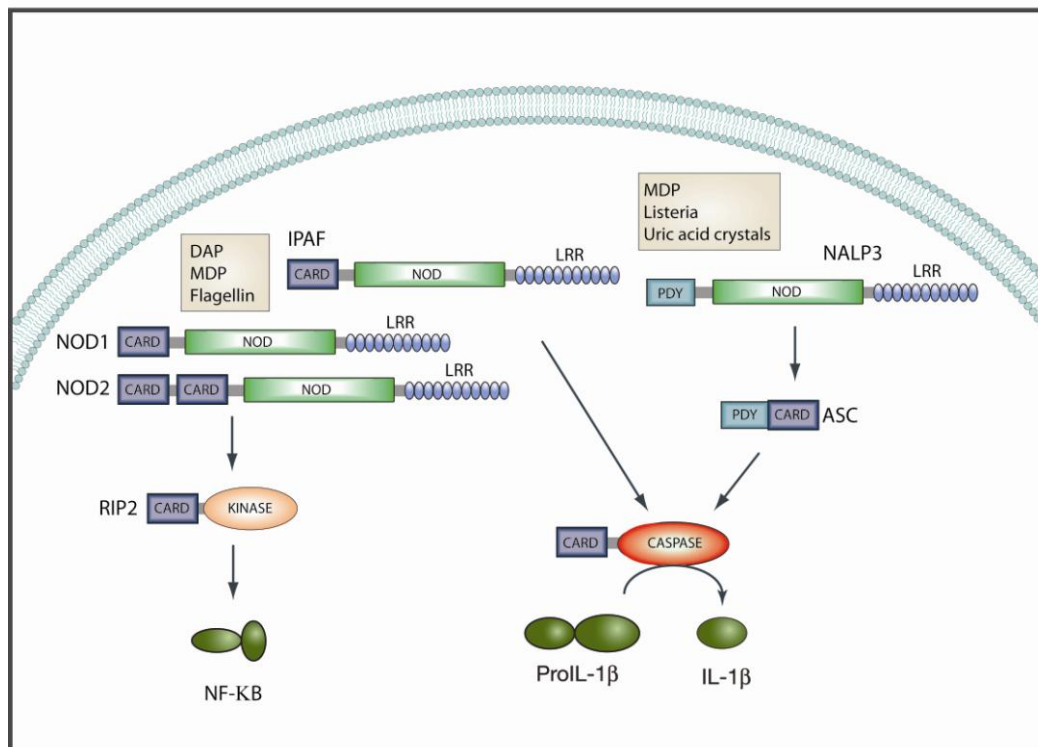 MDP
Listeria
Uric acid crystals
DAP
MDP
Flagellin
IPAF
CARD
NOD
LRR
NALP3
PDY
NOD
LRR
NOD1
CARD
NOD
LRR
NOD2
CARD
CARD
NOD
LRR
PDY
CARD
ASC
RIP2
CARD
KINASE
CARD
CASPASE
NF-KB
ProIL-1β
IL-1β